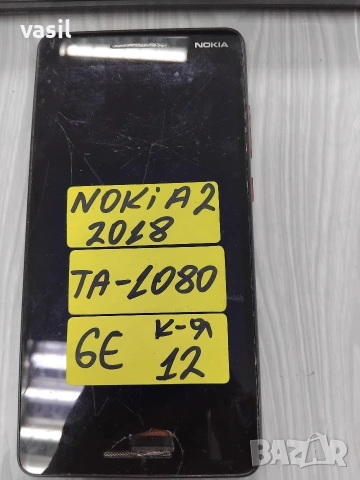 vasil
NOKIA
NOKiA 2
2018
TA-1080
6E к-я
12
BAZAR